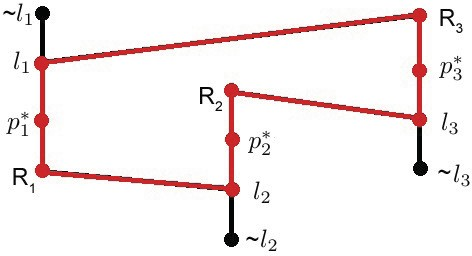 ~l₁
R₃
l₁
p₃*
R₂
p₁*
l₃
p₂*
R₁
~l₃
l₂
~l₂